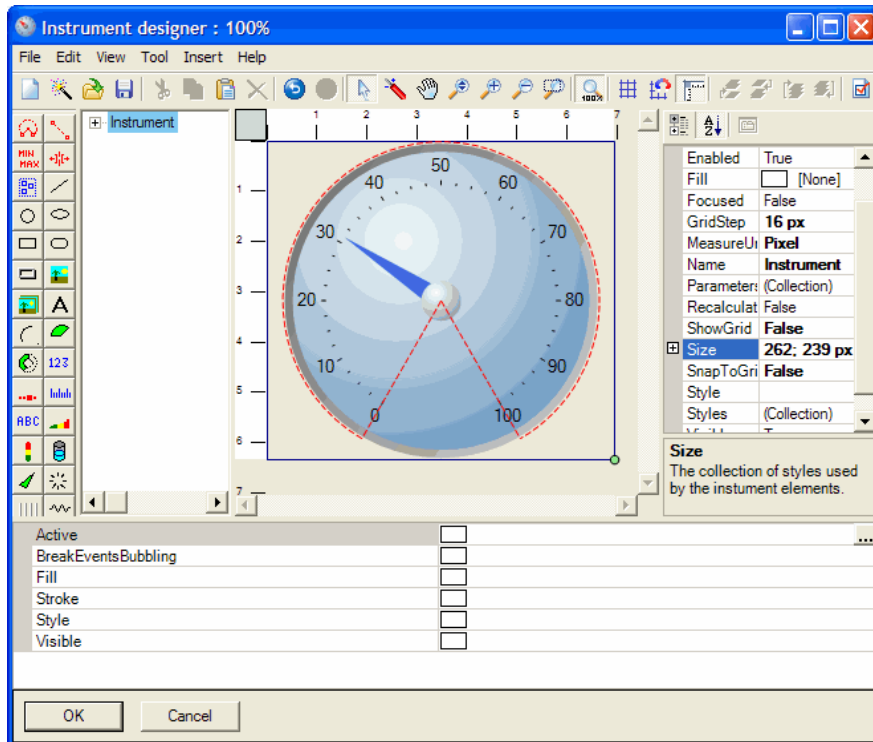 Instrument designer : 100%
File Edit View Tool Insert Help
100%
MIN
MAX
123
ABC
A
Instrument
1 2 3 4 5 6 7
1
2
3
4
5
6
7
0 10 20 30 40 50 60 70 80 90 100
A
Z
Enabled True
Fill [None]
Focused False
GridStep 16 px
MeasureU Pixel
Name Instrument
Parameters (Collection)
Recalculat False
ShowGrid False
Size 262; 239 px
SnapToGri False
Style
Styles (Collection)
Size
The collection of styles used
by the instument elements.
Active ...
BreakEventsBubbling
Fill
Stroke
Style
Visible
OK Cancel